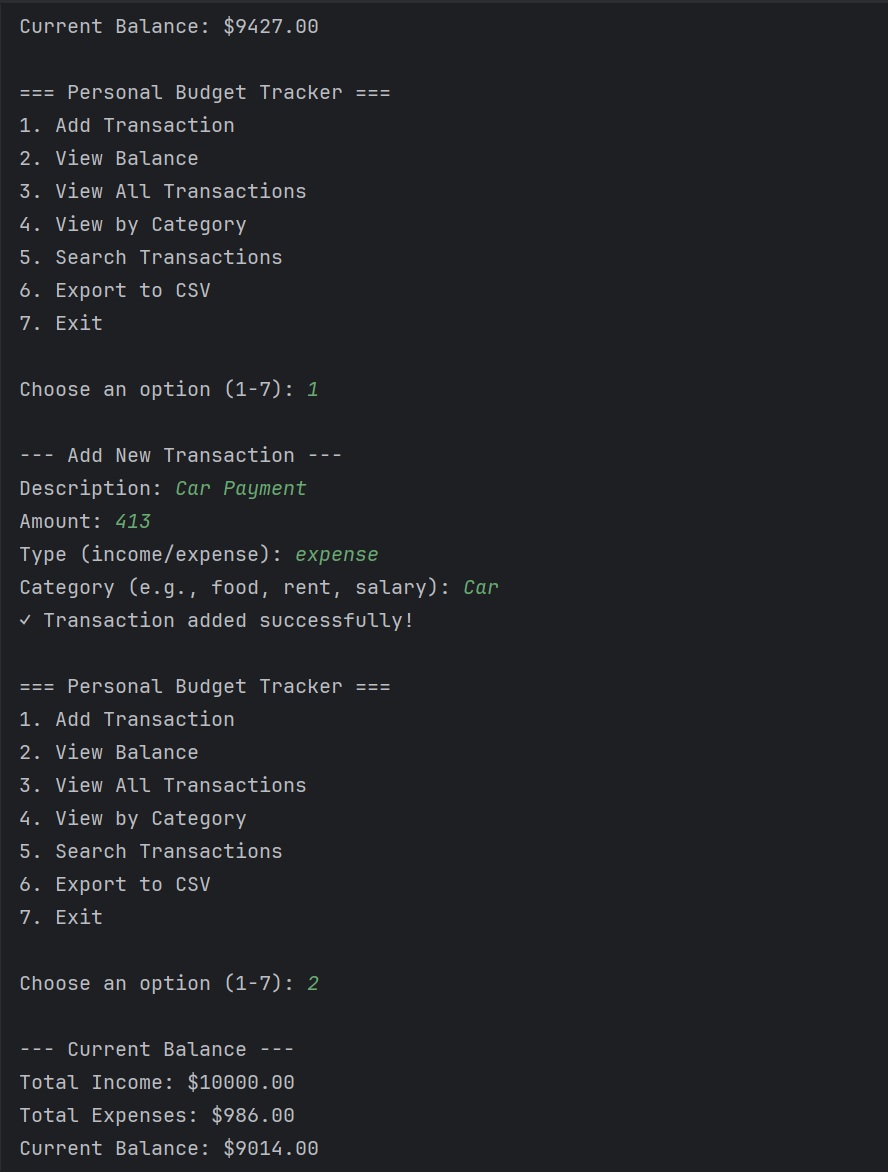 Current Balance: $9427.00
=== Personal Budget Tracker ===
1. Add Transaction
2. View Balance
3. View All Transactions
4. View by Category
5. Search Transactions
6. Export to CSV
7. Exit
Choose an option (1-7): 1
--- Add New Transaction ---
Description: Car Payment
Amount: 413
Type (income/expense): expense
Category (e.g., food, rent, salary): Car
✓ Transaction added successfully!
=== Personal Budget Tracker ===
1. Add Transaction
2. View Balance
3. View All Transactions
4. View by Category
5. Search Transactions
6. Export to CSV
7. Exit
Choose an option (1-7): 2
--- Current Balance ---
Total Income: $10000.00
Total Expenses: $986.00
Current Balance: $9014.00